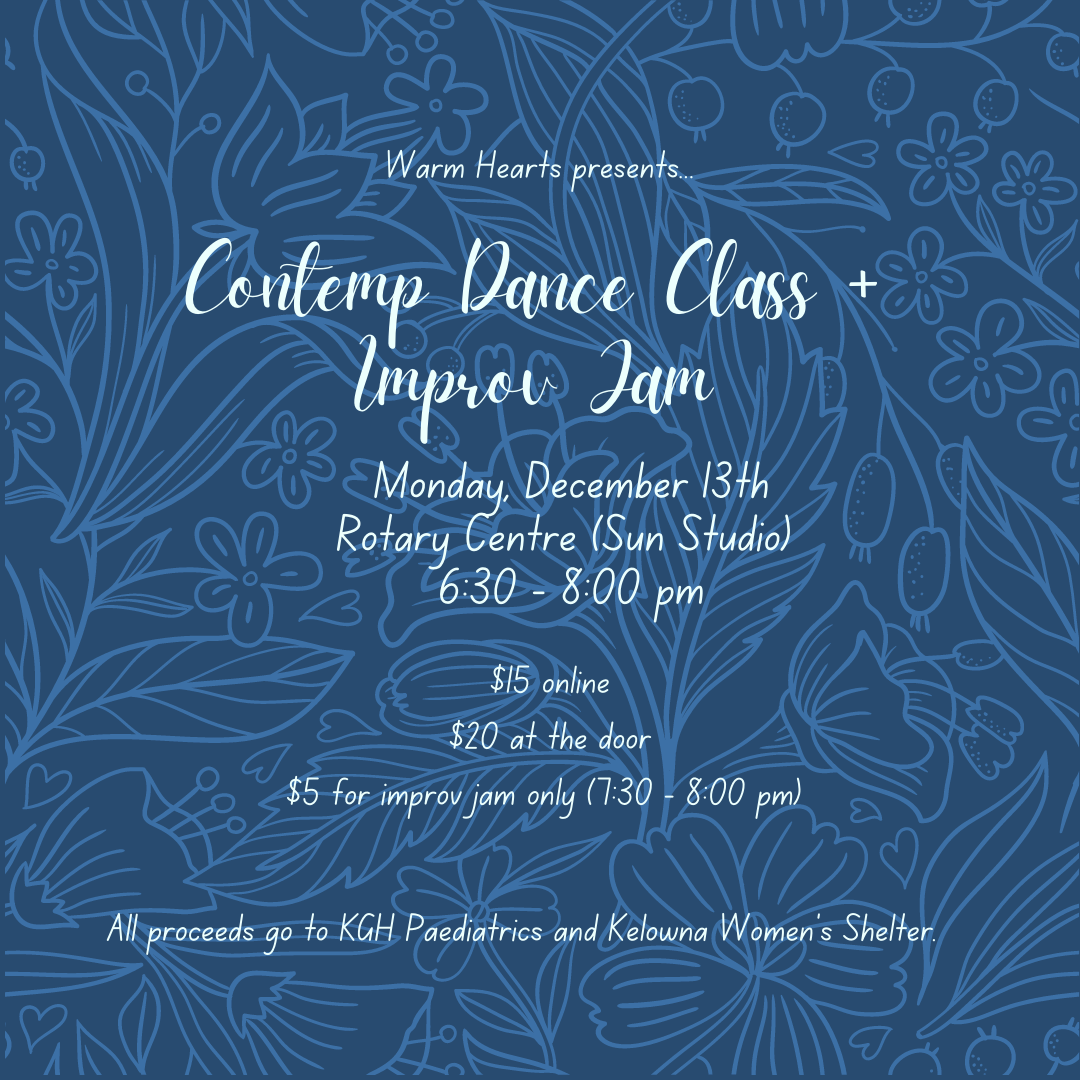 Warm Hearts presents...
Contemp Dance Class +
Improv Jam
Monday, December 13th
Rotary Centre (Sun Studio)
6:30 - 8:00 pm
$15 online
$20 at the door
$5 for improv jam only (7:30 - 8:00 pm)
All proceeds go to KGH Paediatrics and Kelowna Women's Shelter.